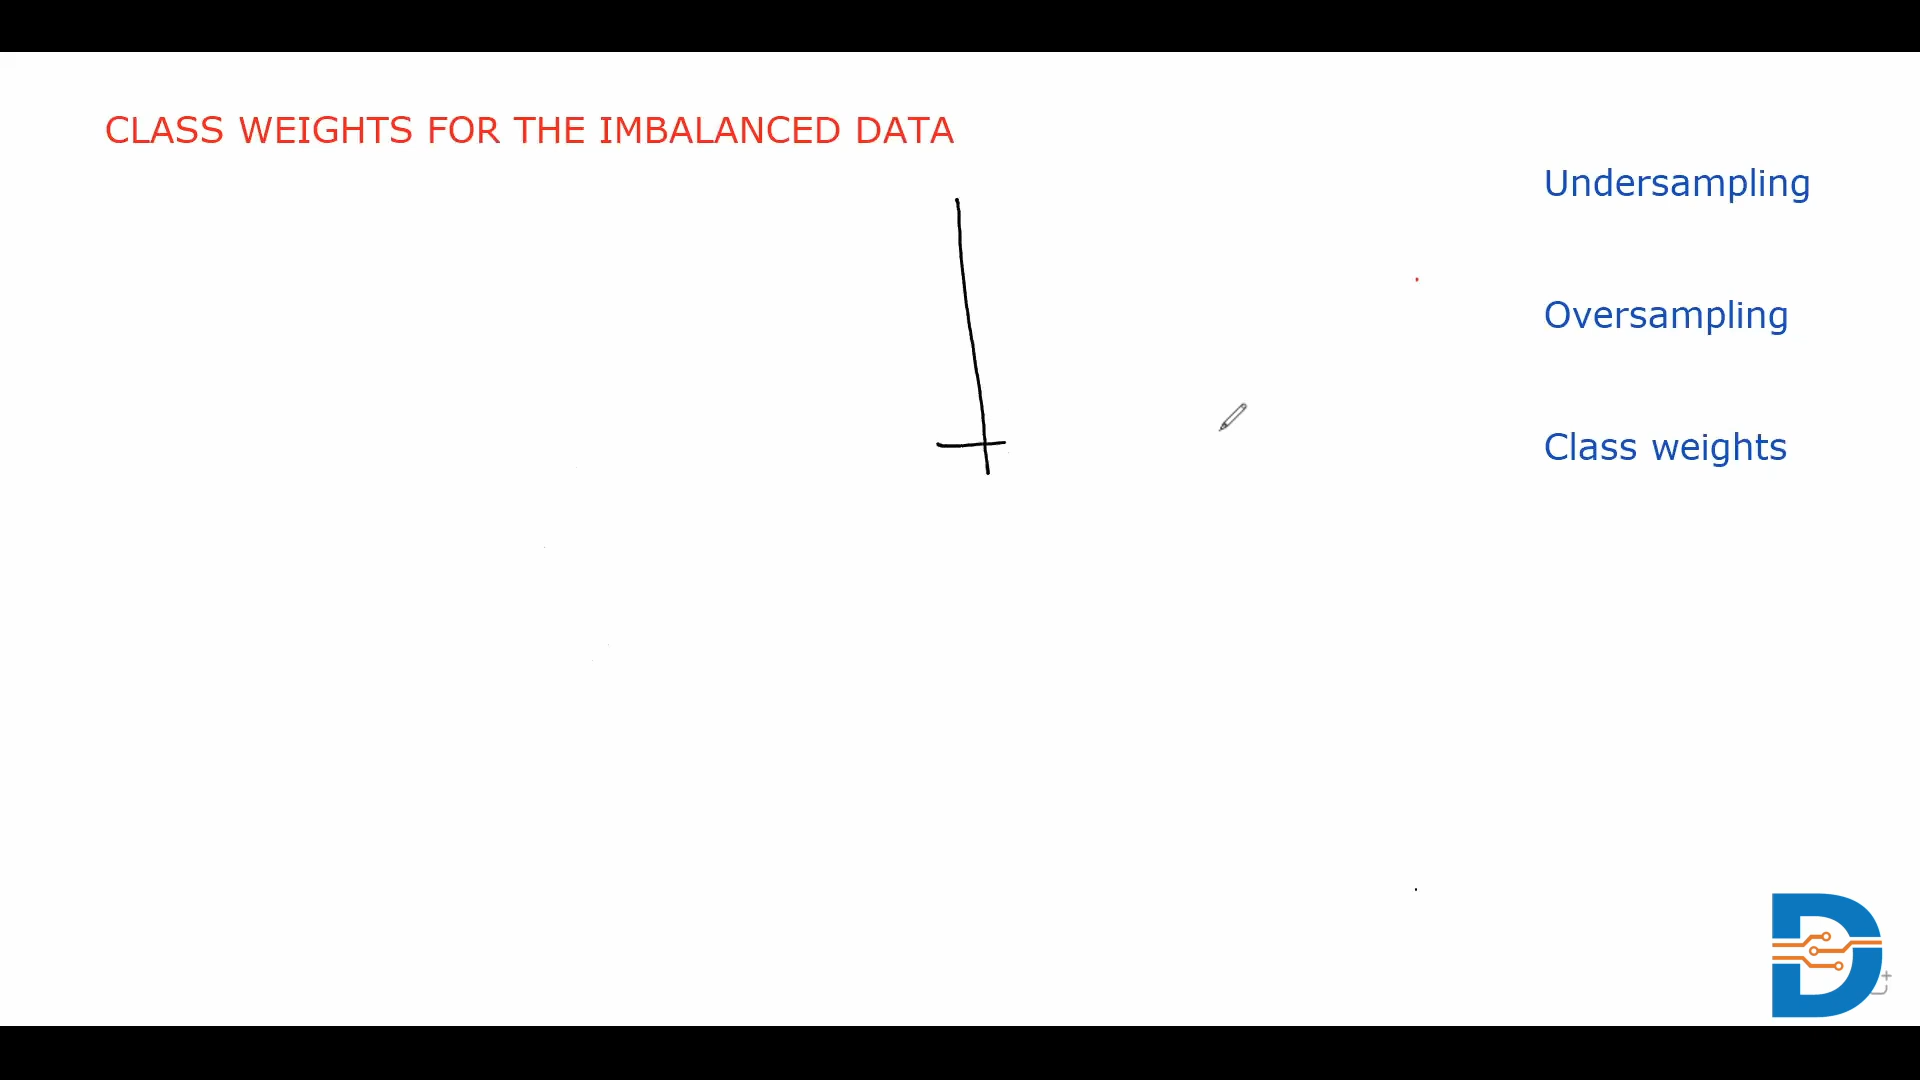 CLASS WEIGHTS FOR THE IMBALANCED DATA
Undersampling
Oversampling
Class weights